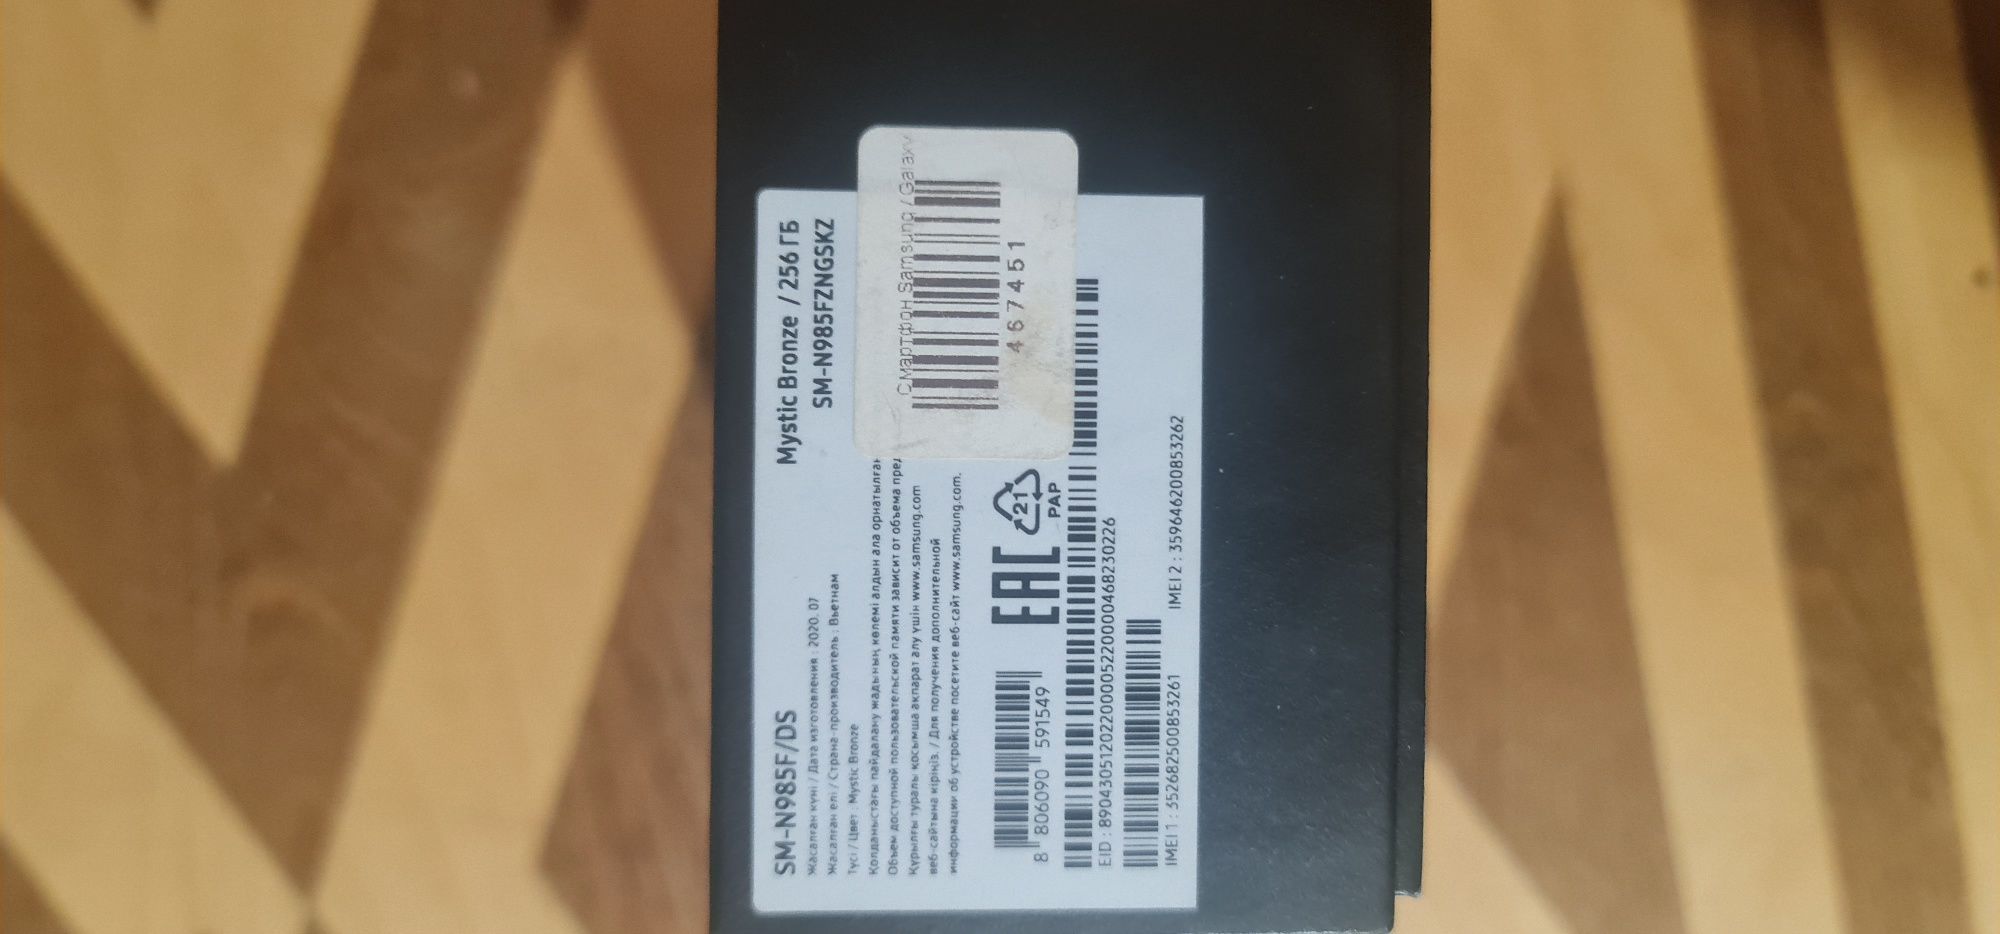 SM-N985F/DS
Mystic Bronze / 256 ГБ
SM-N985FZNGSKZ
Жасалған күні / Дата изготовления : 2020. 07
Жасалған елі / Страна-производитель : Вьетнам
Түсі / Цвет : Mystic Bronze
Қолданыстағы пайдалану жадының көлемі алдын ала орнатылған
Объем доступной пользовательской памяти зависит от объема пред
Құрылғы туралы қосымша ақпарат алу үшін www.samsung.com
веб-сайтына кіріңіз. / Для получения дополнительной
информации об устройстве посетите веб-сайт www.samsung.com.
Смартфон Samsung / Galaxy
467451
8 806090 591549
EAC
21
PAP
EID : 89043051202200005220000468230226
IMEI 1 : 352682500853261
IMEI 2 : 359646200853262